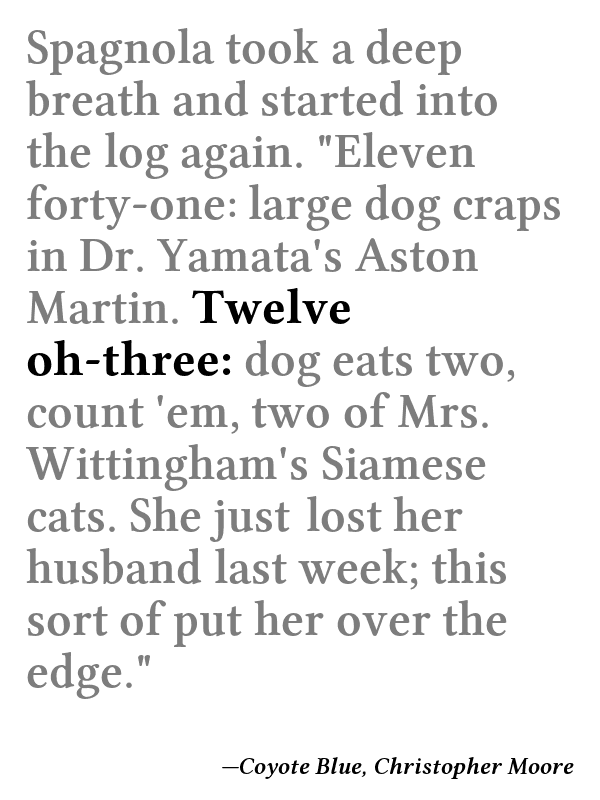 Spagnola took a deep
breath and started into
the log again. "Eleven
forty-one: large dog craps
in Dr. Yamata's Aston
Martin. Twelve
oh-three: dog eats two,
count 'em, two of Mrs.
Wittingham's Siamese
cats. She just lost her
husband last week; this
sort of put her over the
edge."
—Coyote Blue, Christopher Moore